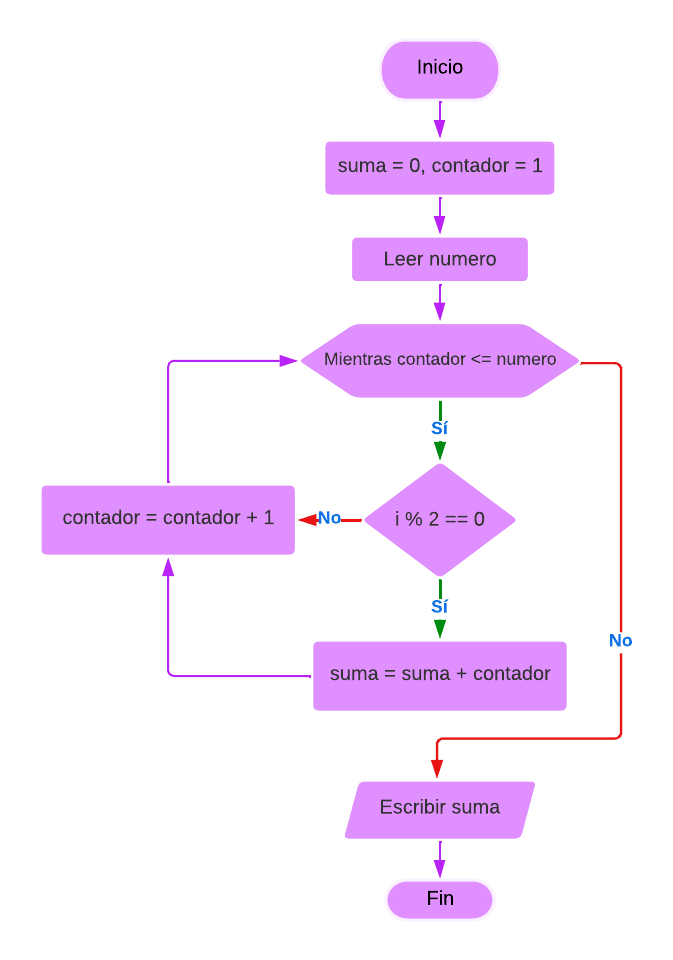 Inicio
suma = 0, contador = 1
Leer numero
Mientras contador <= numero
Sí
i % 2 == 0
No
contador = contador + 1
Sí
suma = suma + contador
No
Escribir suma
Fin